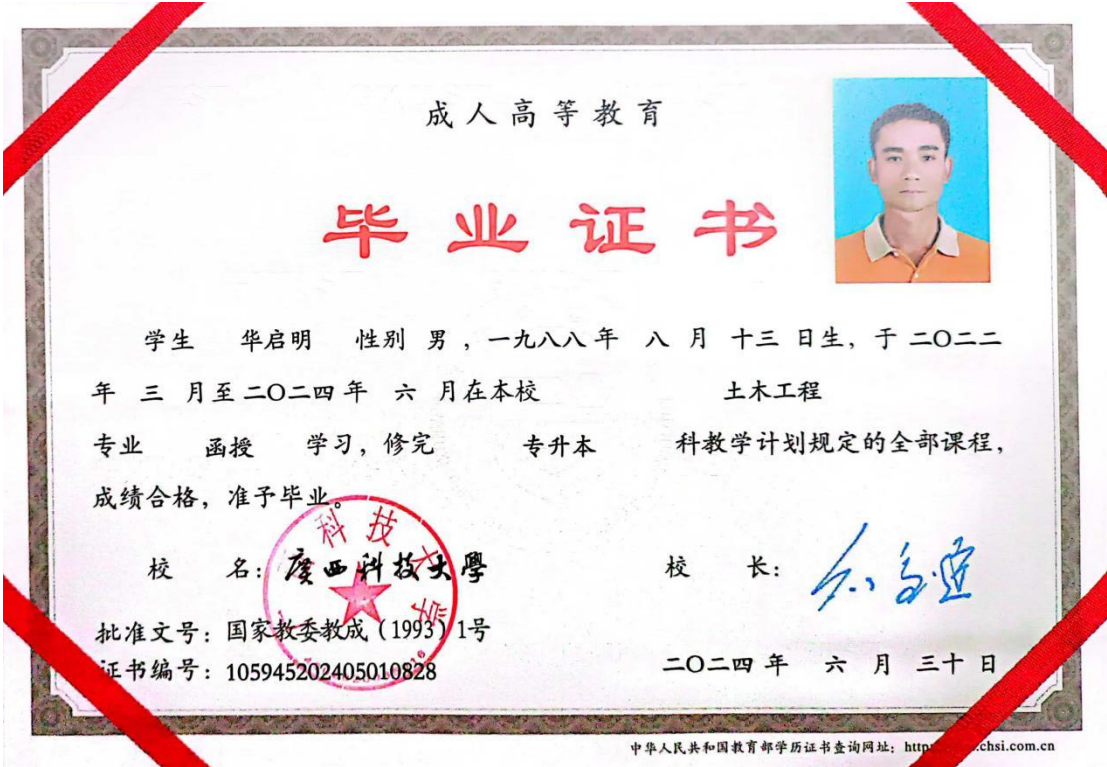 成人高等教育
毕业证书
学生 华启明 性别 男，一九八八年 八 月 十三 日生，于 二〇二二
年 三 月至二〇二四年 六 月在本校 土木工程
专业 函授 学习，修完 专升本 科教学计划规定的全部课程，
成绩合格，准予毕业。
科技大学
校 名：廣西科技大學
校 长：
批准文号：国家教委教成（1993）1号
证书编号：105945202405010828
二〇二四年 六 月 三十 日
中华人民共和国教育部学历证书查询网址：http chsi.com.cn